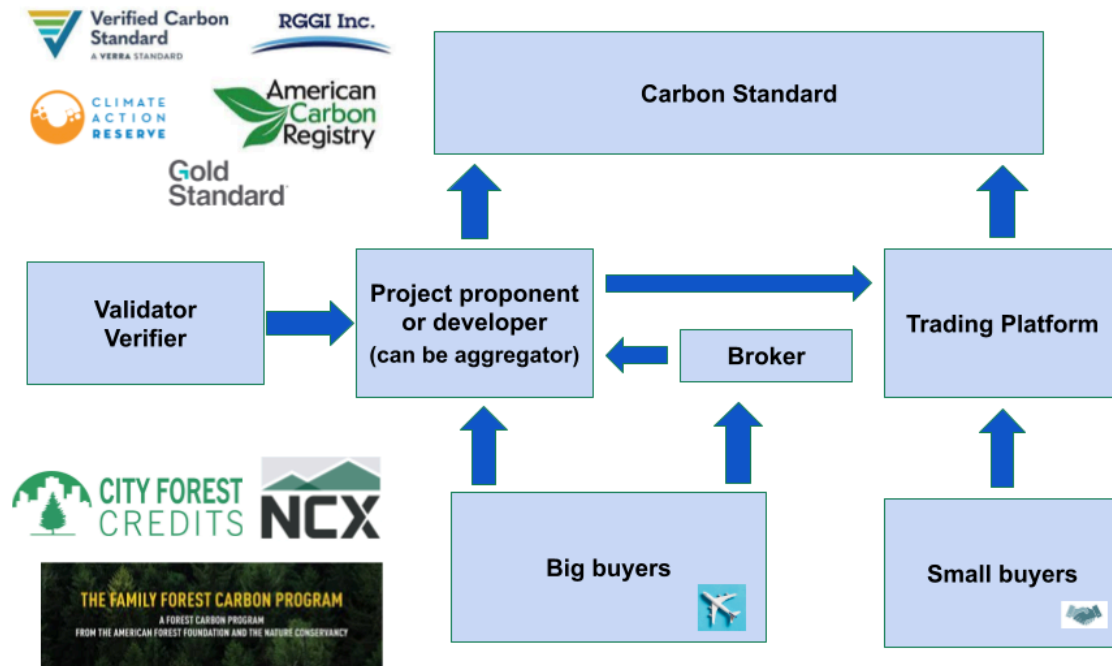 Verified Carbon
Standard
A VERRA STANDARD
RGGI Inc.
CLIMATE
ACTION
RESERVE
American
Carbon
Registry
Gold
Standard
Carbon Standard
Validator
Verifier
Project proponent
or developer
(can be aggregator)
Broker
Trading Platform
CITY FOREST
CREDITS
NCX
THE FAMILY FOREST CARBON PROGRAM
A FOREST CARBON PROGRAM
FROM THE AMERICAN FOREST FOUNDATION AND THE NATURE CONSERVANCY
Big buyers
Small buyers